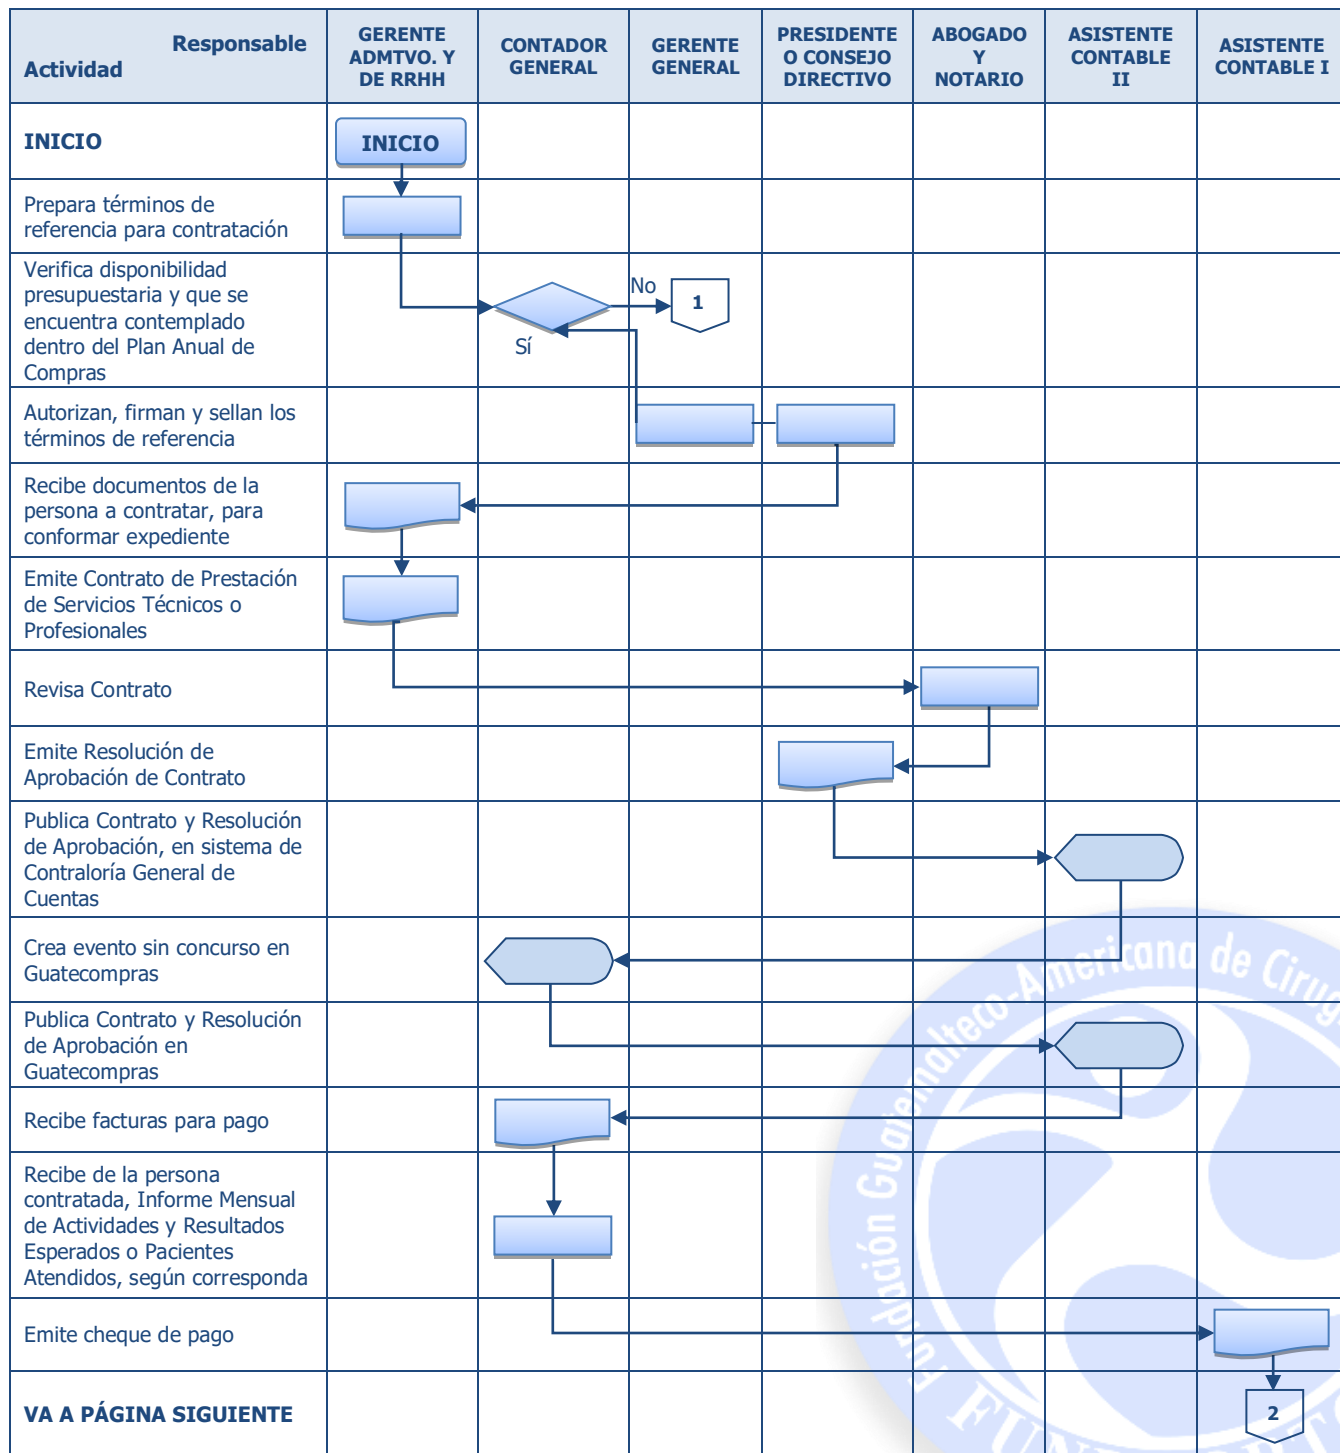 Responsable
Actividad
GERENTE
ADMTVO. Y
DE RRHH
CONTADOR
GENERAL
GERENTE
GENERAL
PRESIDENTE
O CONSEJO
DIRECTIVO
ABOGADO
Y
NOTARIO
ASISTENTE
CONTABLE
II
ASISTENTE
CONTABLE I
INICIO
INICIO
Prepara términos de
referencia para contratación
Verifica disponibilidad
presupuestaria y que se
encuentra contemplado
dentro del Plan Anual de
Compras
No
1
Sí
Autorizan, firman y sellan los
términos de referencia
Recibe documentos de la
persona a contratar, para
conformar expediente
Emite Contrato de Prestación
de Servicios Técnicos o
Profesionales
Revisa Contrato
Emite Resolución de
Aprobación de Contrato
Publica Contrato y Resolución
de Aprobación, en sistema de
Contraloría General de
Cuentas
Crea evento sin concurso en
Guatecompras
Publica Contrato y Resolución
de Aprobación en
Guatecompras
Recibe facturas para pago
Recibe de la persona
contratada, Informe Mensual
de Actividades y Resultados
Esperados o Pacientes
Atendidos, según corresponda
Emite cheque de pago
VA A PÁGINA SIGUIENTE
2
Fundación Guatemalteco-Americana de